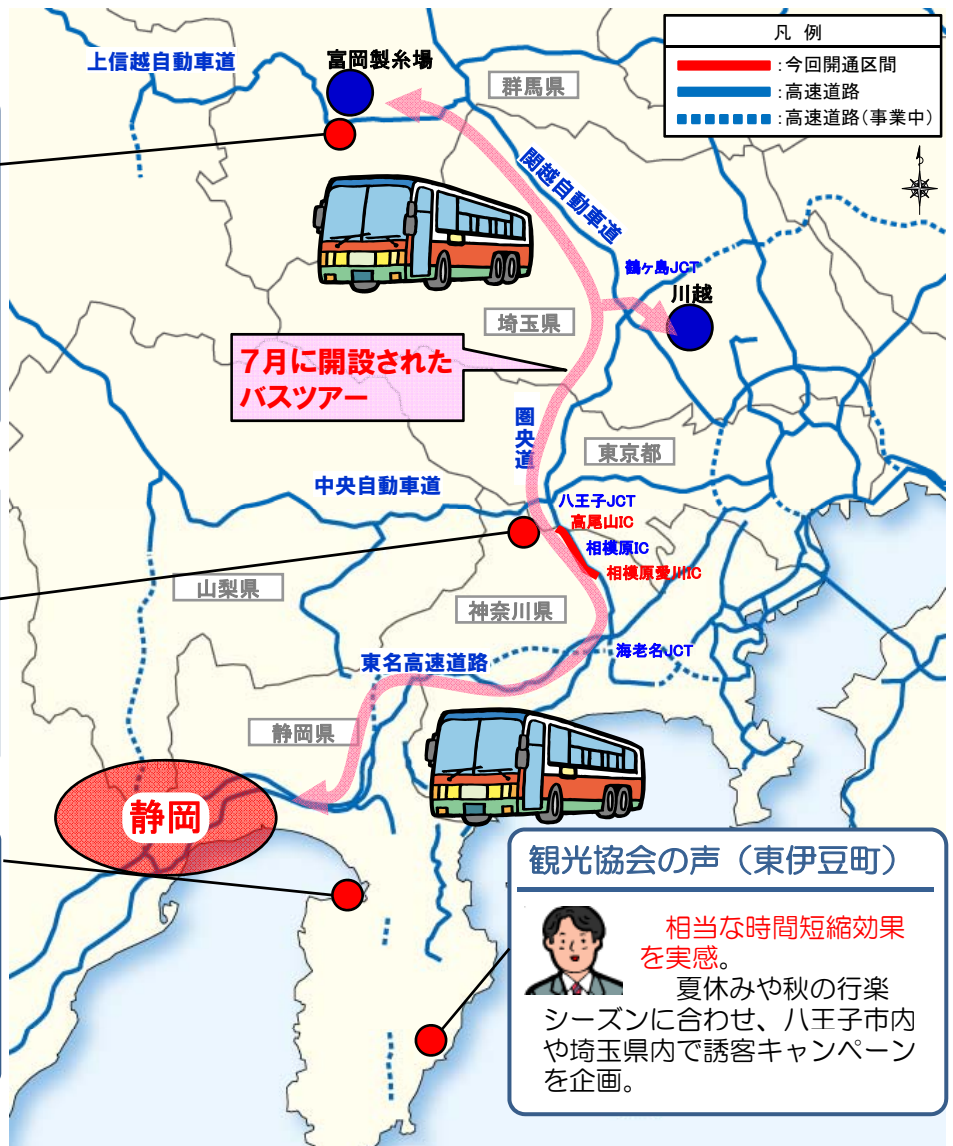 凡 例
:今回開通区間
:高速道路
:高速道路(事業中)
上信越自動車道
富岡製糸場
群馬県
関越自動車道
鶴ヶ島JCT
川越
埼玉県
7月に開設された
バスツアー
圏央道
東京都
中央自動車道
八王子JCT
高尾山IC
相模原IC
相模原愛川IC
山梨県
神奈川県
海老名JCT
東名高速道路
静岡県
静岡
観光協会の声（東伊豆町）
相当な時間短縮効果
を実感。
夏休みや秋の行楽
シーズンに合わせ、八王子市内
や埼玉県内で誘客キャンペーン
を企画。